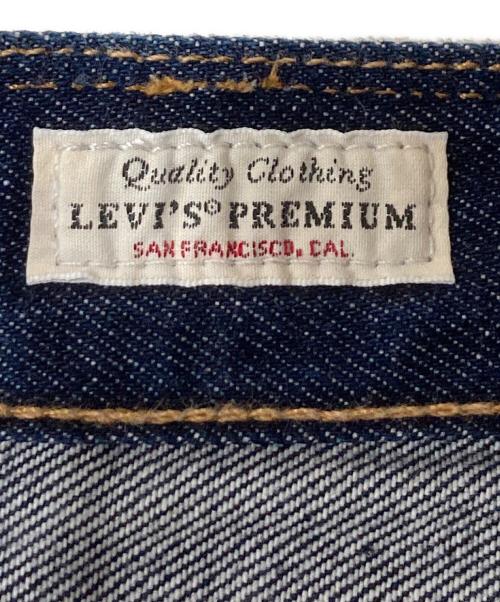 Quality Clothing
LEVI'S® PREMIUM
SAN FRANCISCO, CAL.